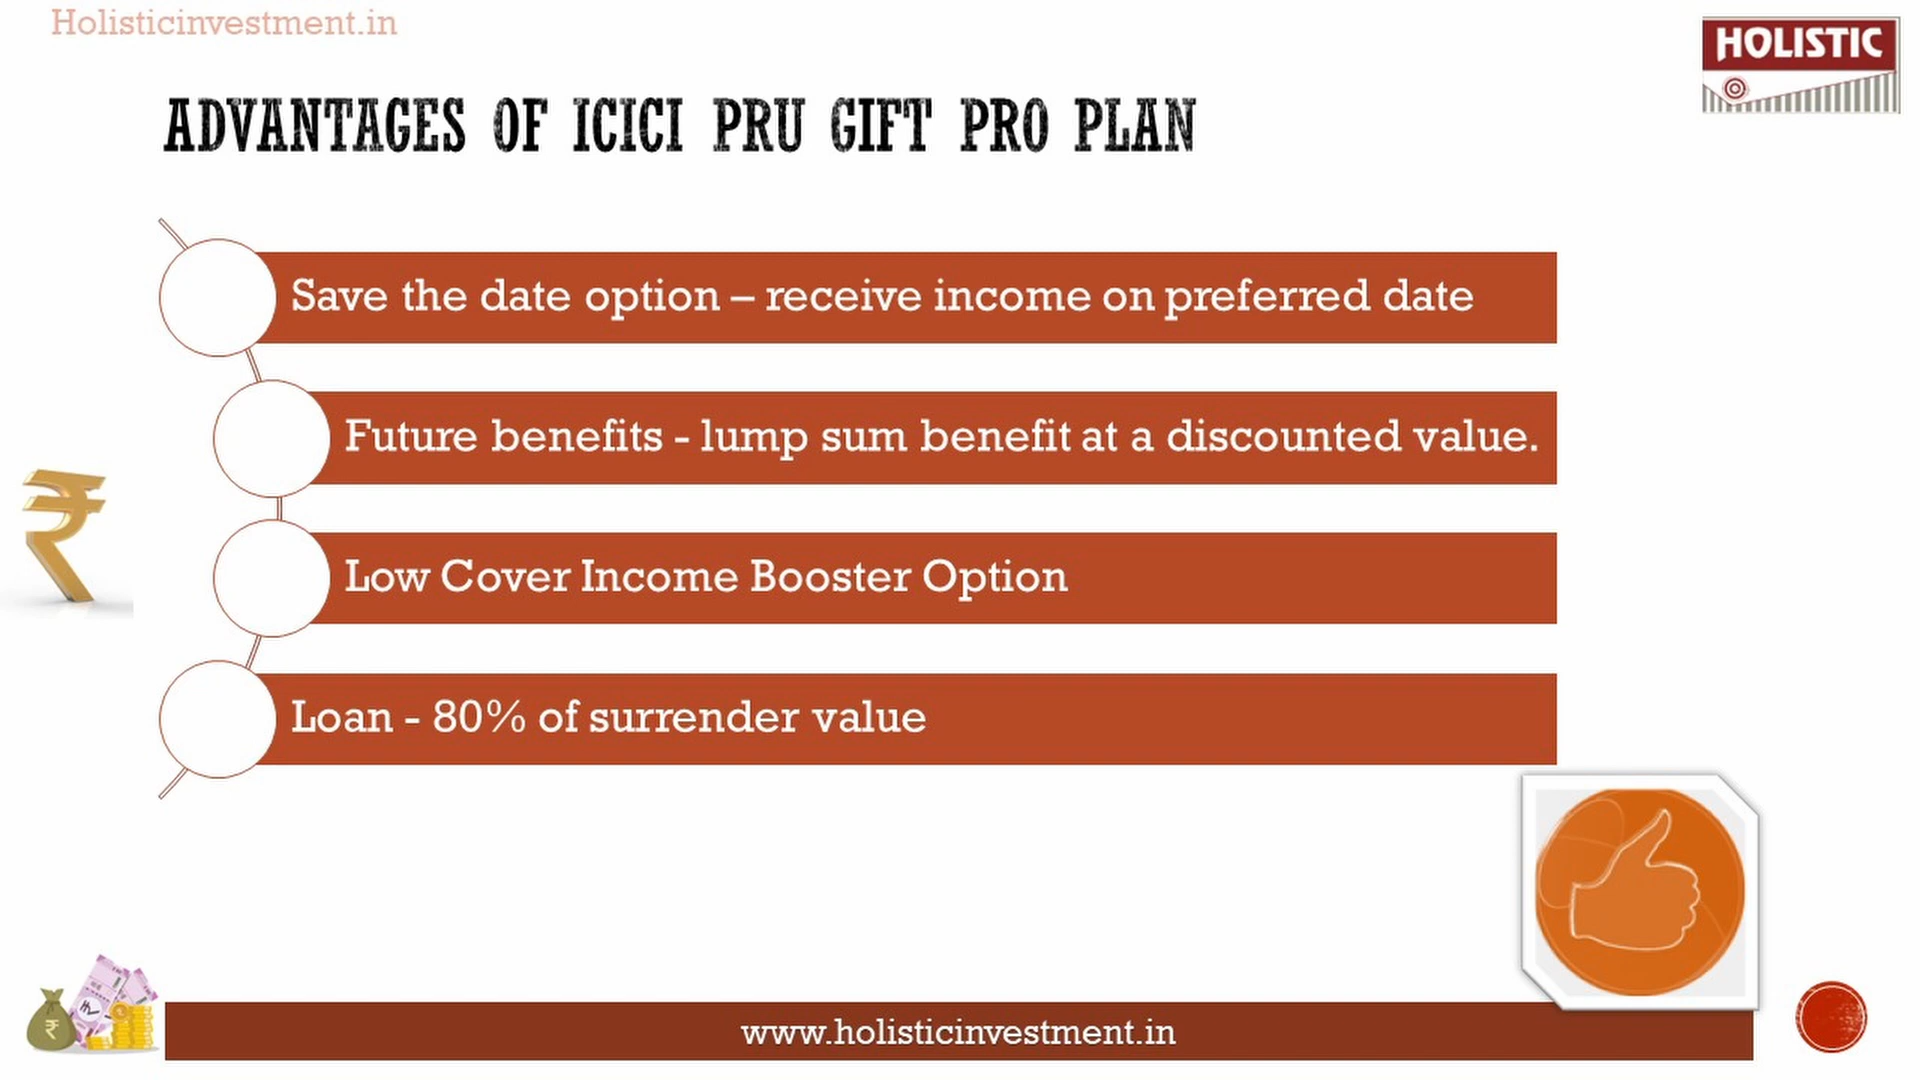 Holisticinvestment.in
HOLISTIC
ADVANTAGES OF ICICI PRU GIFT PRO PLAN
Save the date option – receive income on preferred date
Future benefits - lump sum benefit at a discounted value.
Low Cover Income Booster Option
Loan - 80% of surrender value
www.holisticinvestment.in